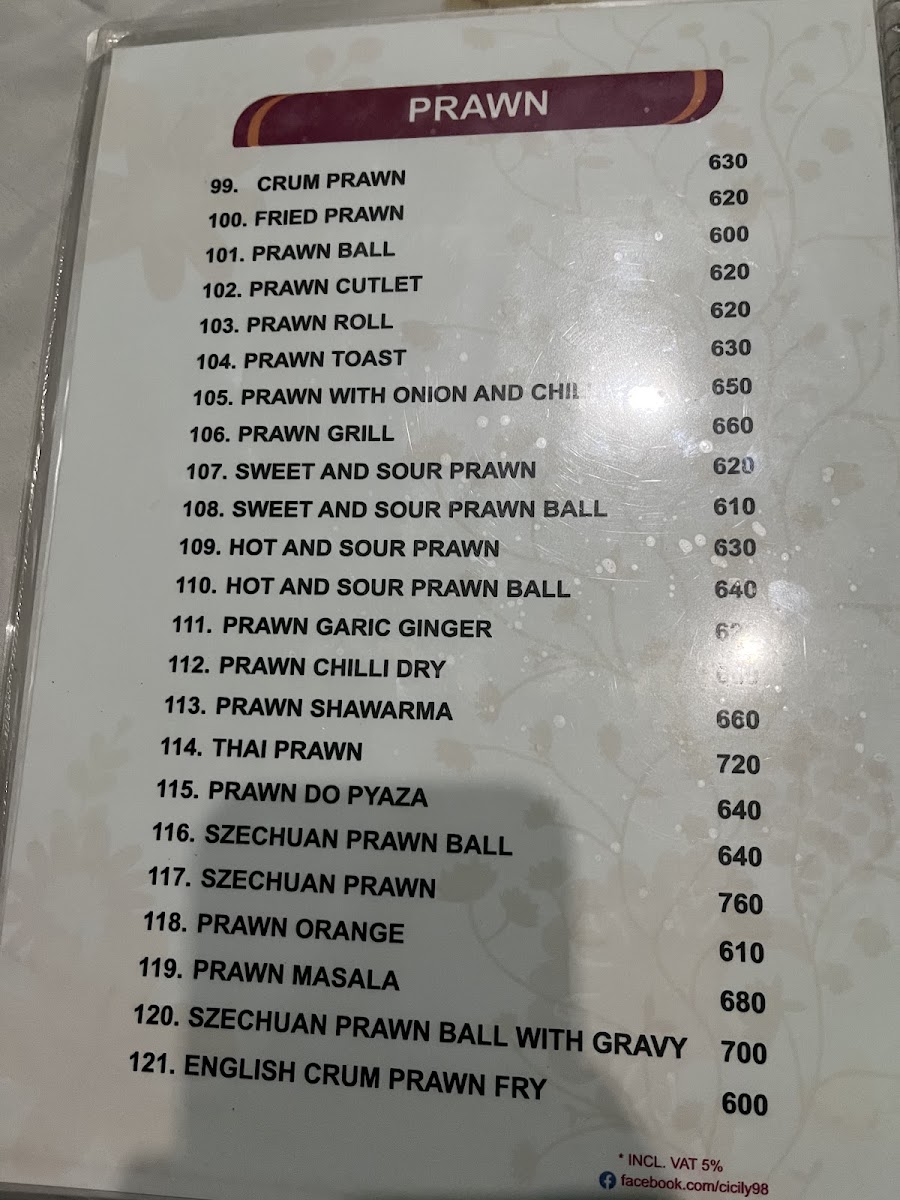 PRAWN
99. CRUM PRAWN 630
100. FRIED PRAWN 620
101. PRAWN BALL 600
102. PRAWN CUTLET 620
103. PRAWN ROLL 620
104. PRAWN TOAST 630
105. PRAWN WITH ONION AND 650
106. PRAWN GRILL 660
107. SWEET AND SOUR PRAWN 620
108. SWEET AND SOUR PRAWN BALL 610
109. HOT AND SOUR PRAWN 630
110. HOT AND SOUR PRAWN BALL 640
111. PRAWN GARIC GINGER
112. PRAWN CHILLI DRY
113. PRAWN SHAWARMA 660
114. THAI PRAWN 720
115. PRAWN DO PYAZA 640
116. SZECHUAN PRAWN BALL 640
117. SZECHUAN PRAWN 760
118. PRAWN ORANGE 610
119. PRAWN MASALA 680
120. SZECHUAN PRAWN BALL WITH GRAVY 700
121. ENGLISH CRUM PRAWN FRY 600
* INCL. VAT 5%
facebook.com/cicily98